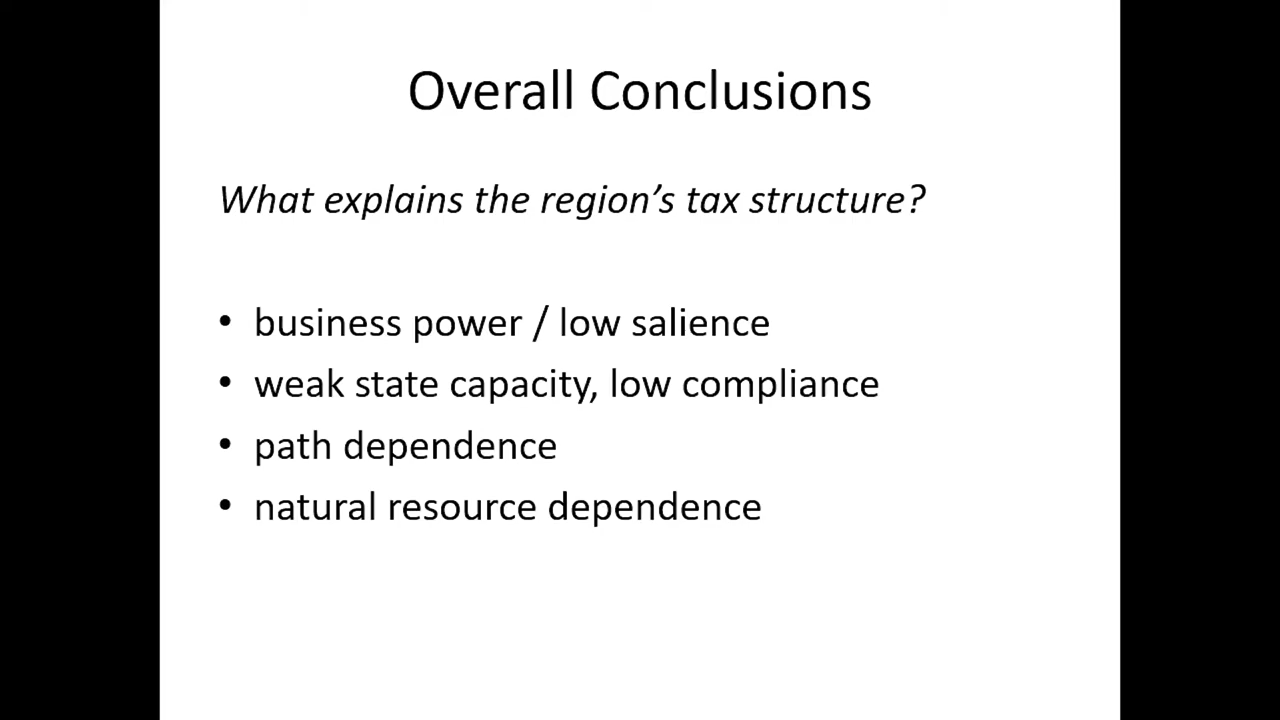 Overall Conclusions
What explains the region’s tax structure?
• business power / low salience
• weak state capacity, low compliance
• path dependence
• natural resource dependence